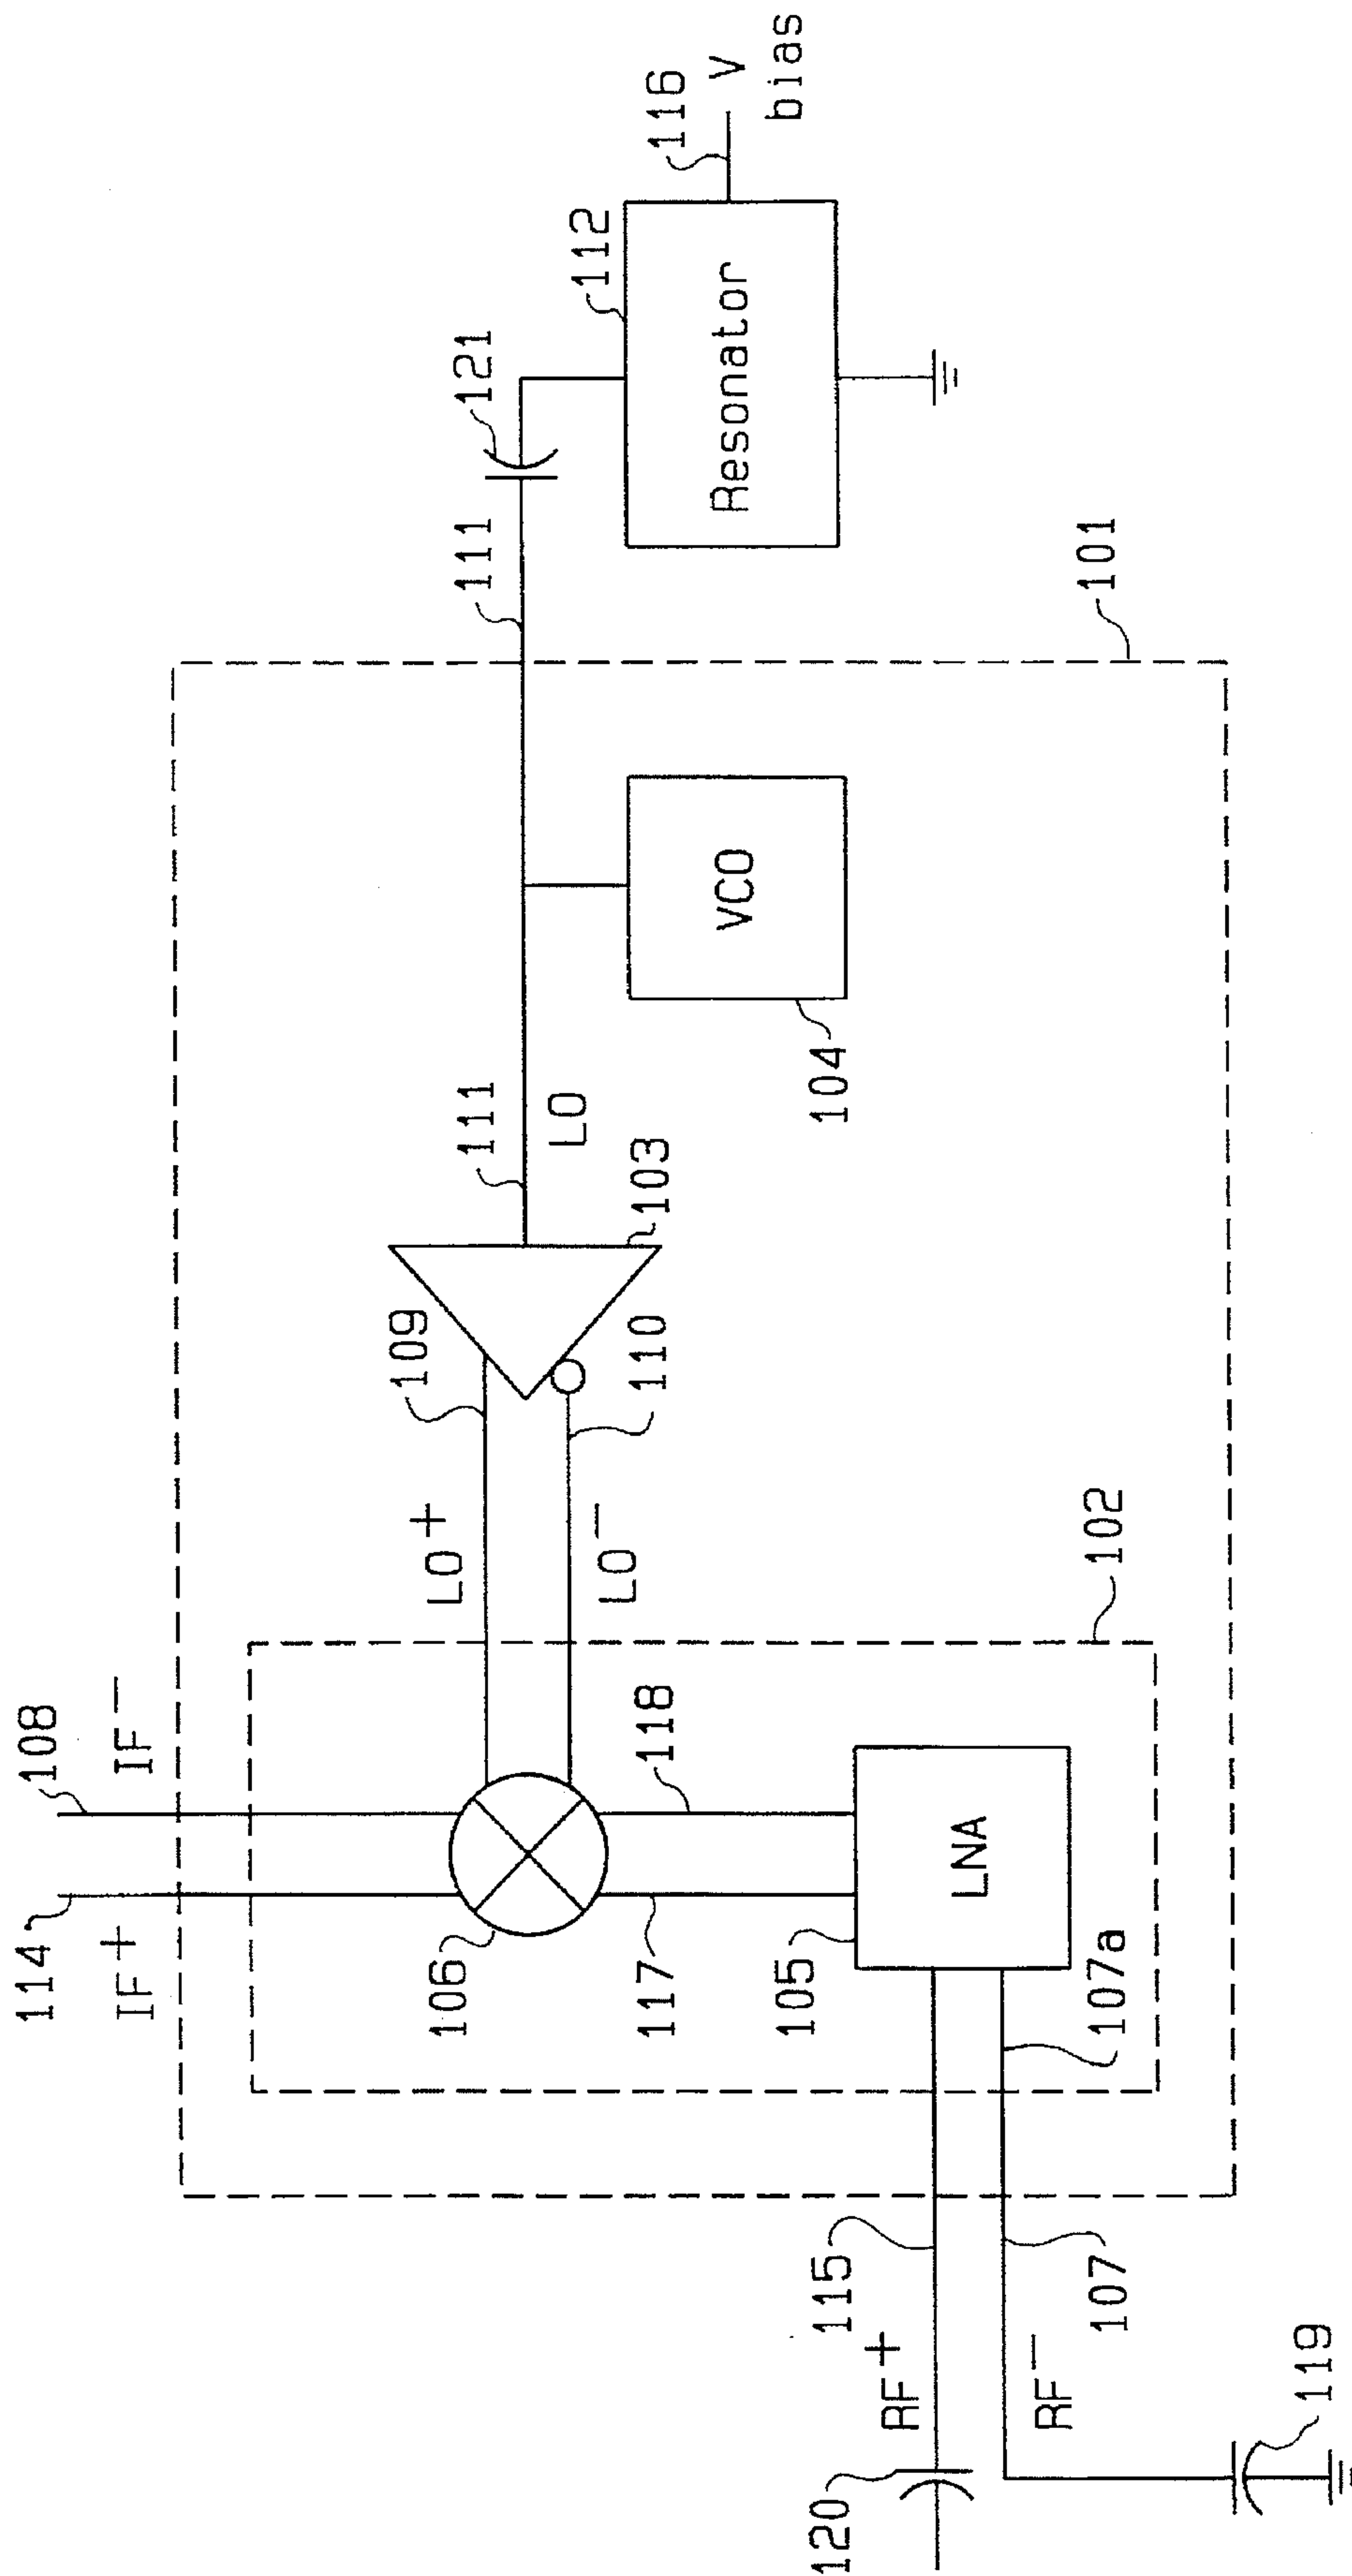 108
IF-
114
IF+
106
117
118
105
LNA
107a
102
LO+
LO-
109
110
103
111
LO
104
VCO
101
111
121
112
Resonator
116
V
bias
115
RF+
107
RF-
120
119